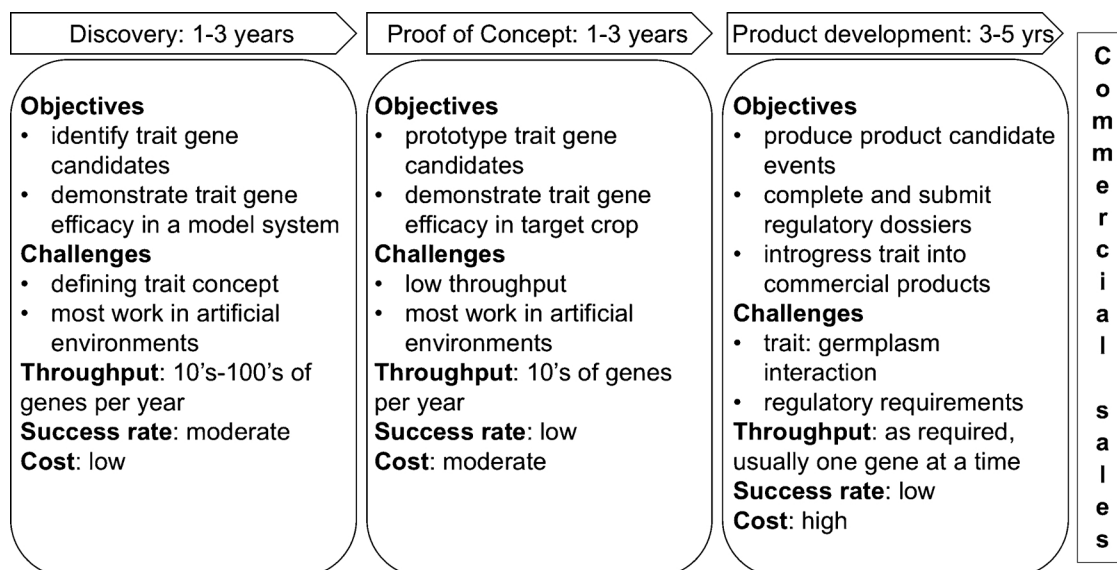 Discovery: 1-3 years
Objectives
• identify trait gene
candidates
• demonstrate trait gene
efficacy in a model system
Challenges
• defining trait concept
• most work in artificial
environments
Throughput: 10’s-100’s of
genes per year
Success rate: moderate
Cost: low
Proof of Concept: 1-3 years
Objectives
• prototype trait gene
candidates
• demonstrate trait gene
efficacy in target crop
Challenges
• low throughput
• most work in artificial
environments
Throughput: 10’s of genes
per year
Success rate: low
Cost: moderate
Product development: 3-5 yrs
Objectives
• produce product candidate
events
• complete and submit
regulatory dossiers
• introgress trait into
commercial products
Challenges
• trait: germplasm
interaction
• regulatory requirements
Throughput: as required,
usually one gene at a time
Success rate: low
Cost: high
Commercial sales